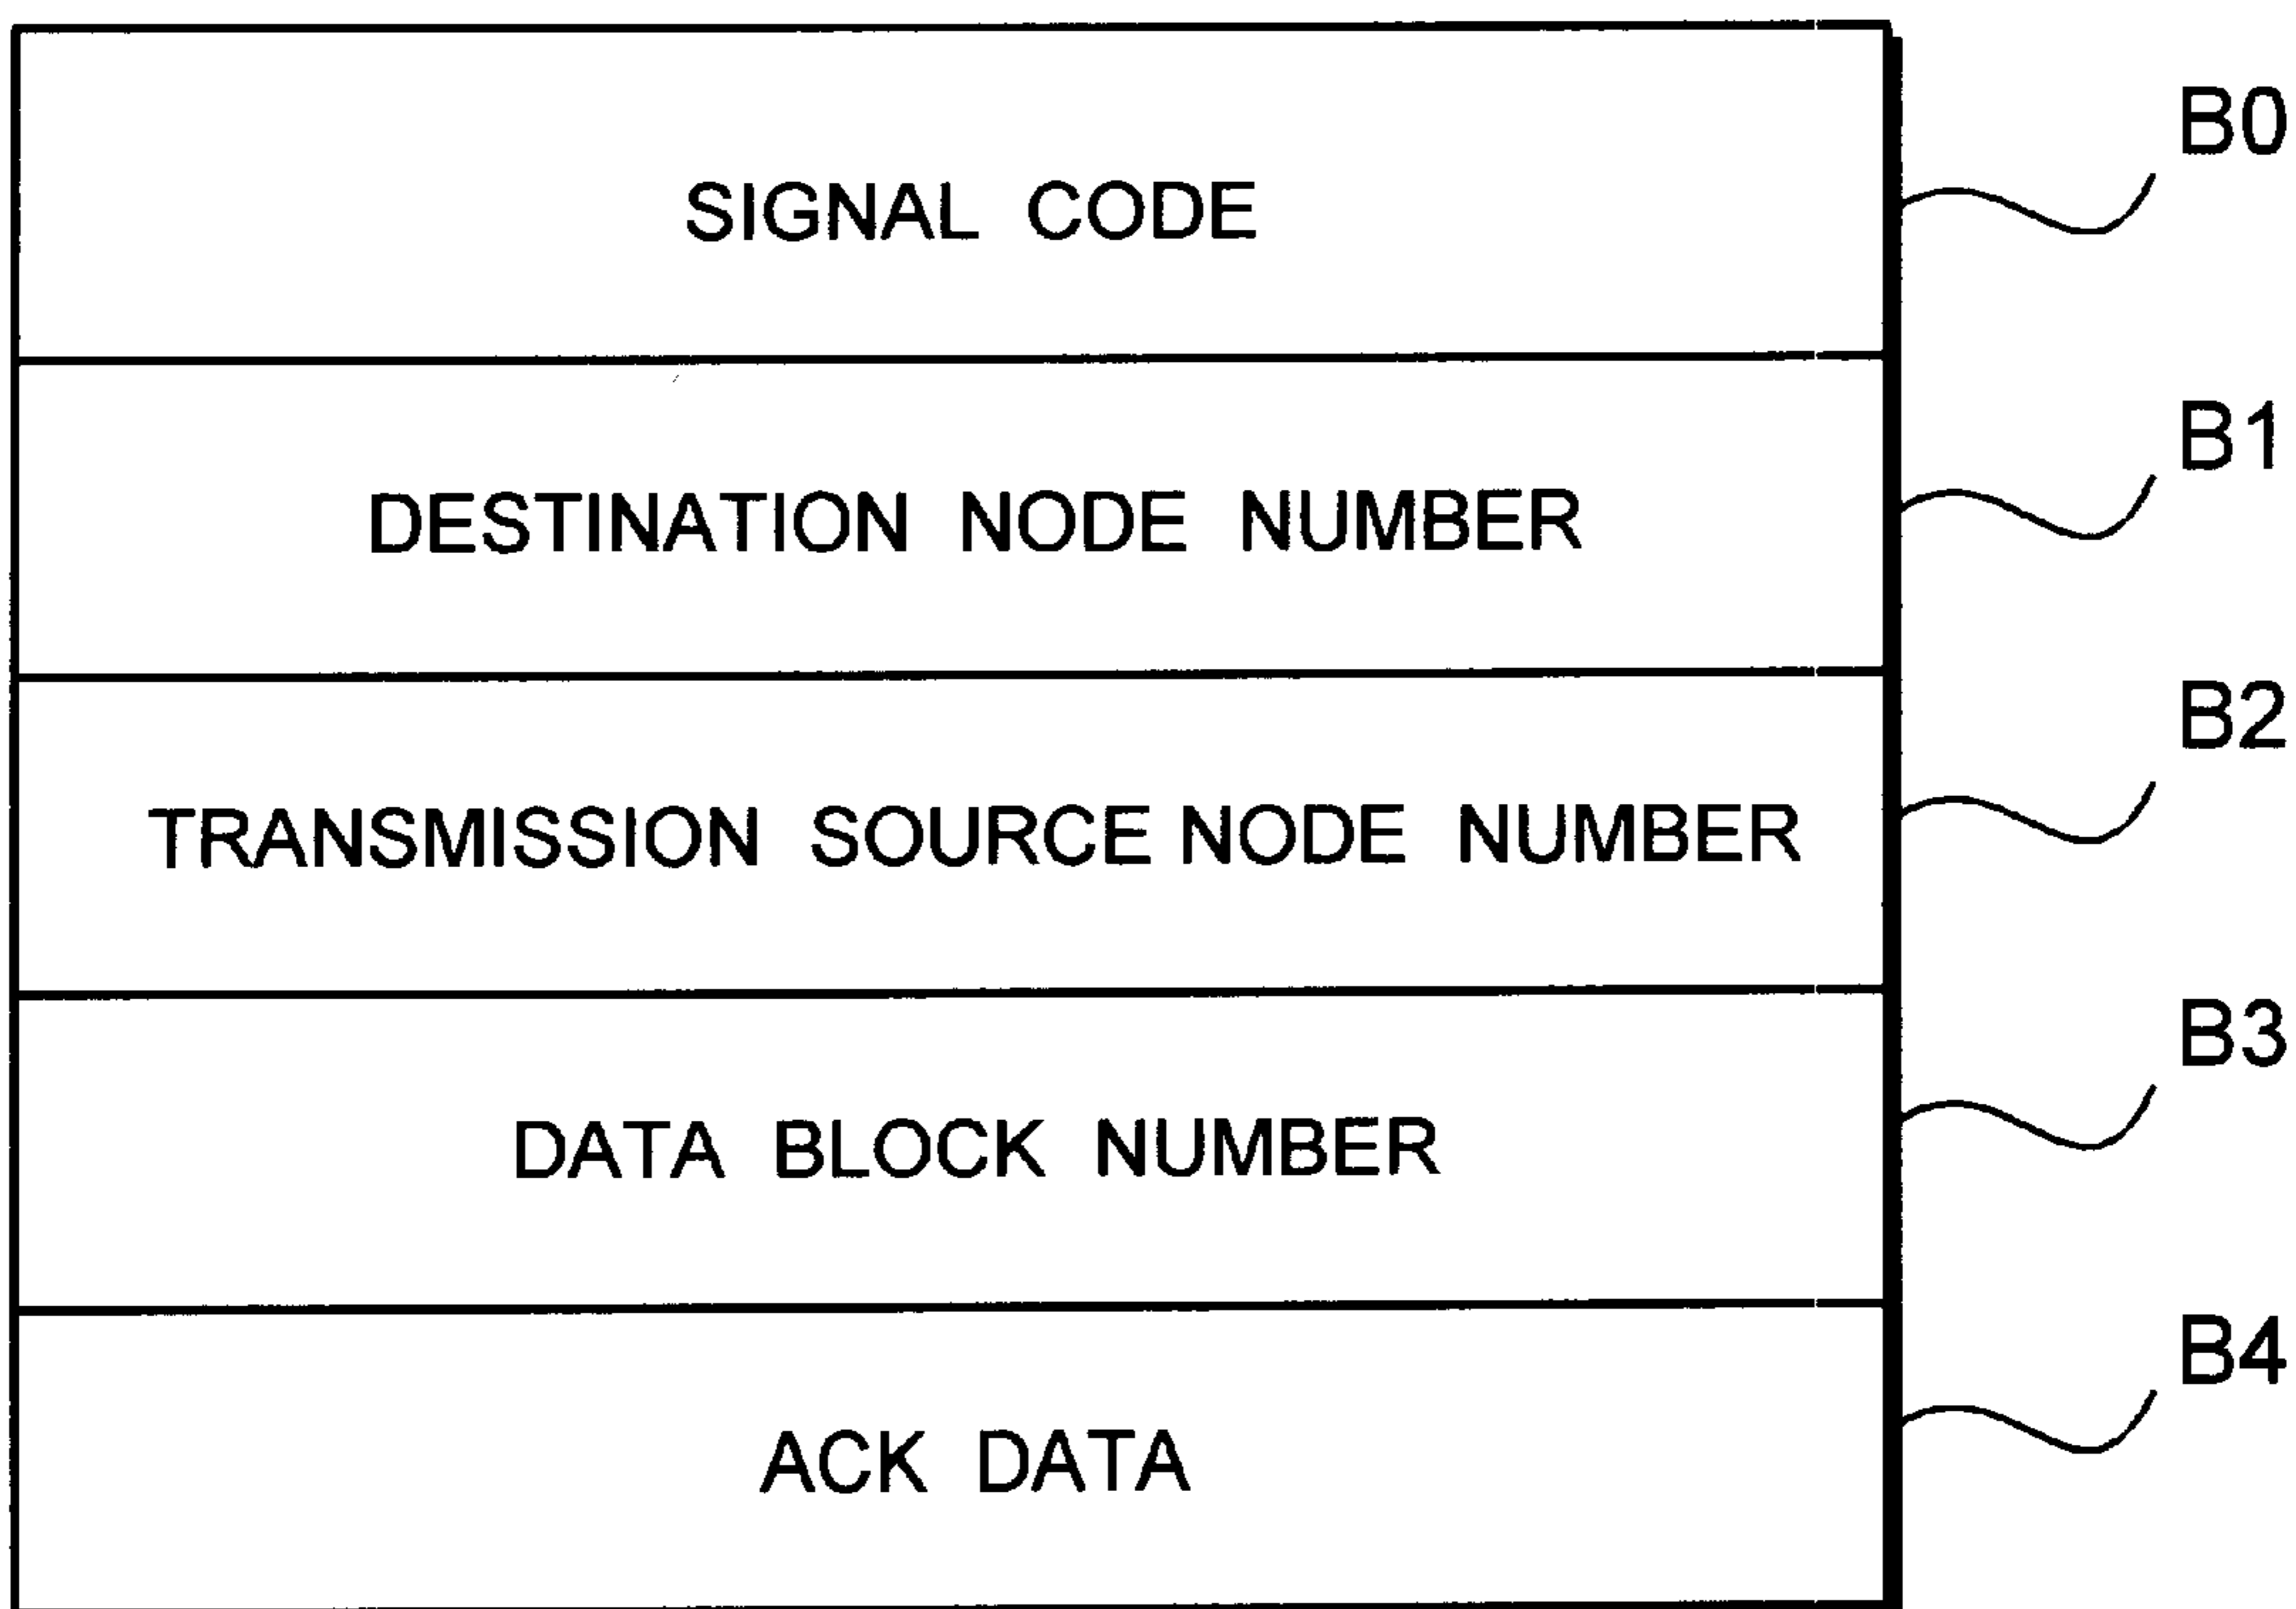 B0
SIGNAL CODE
B1
DESTINATION NODE NUMBER
B2
TRANSMISSION SOURCE NODE NUMBER
B3
DATA BLOCK NUMBER
B4
ACK DATA